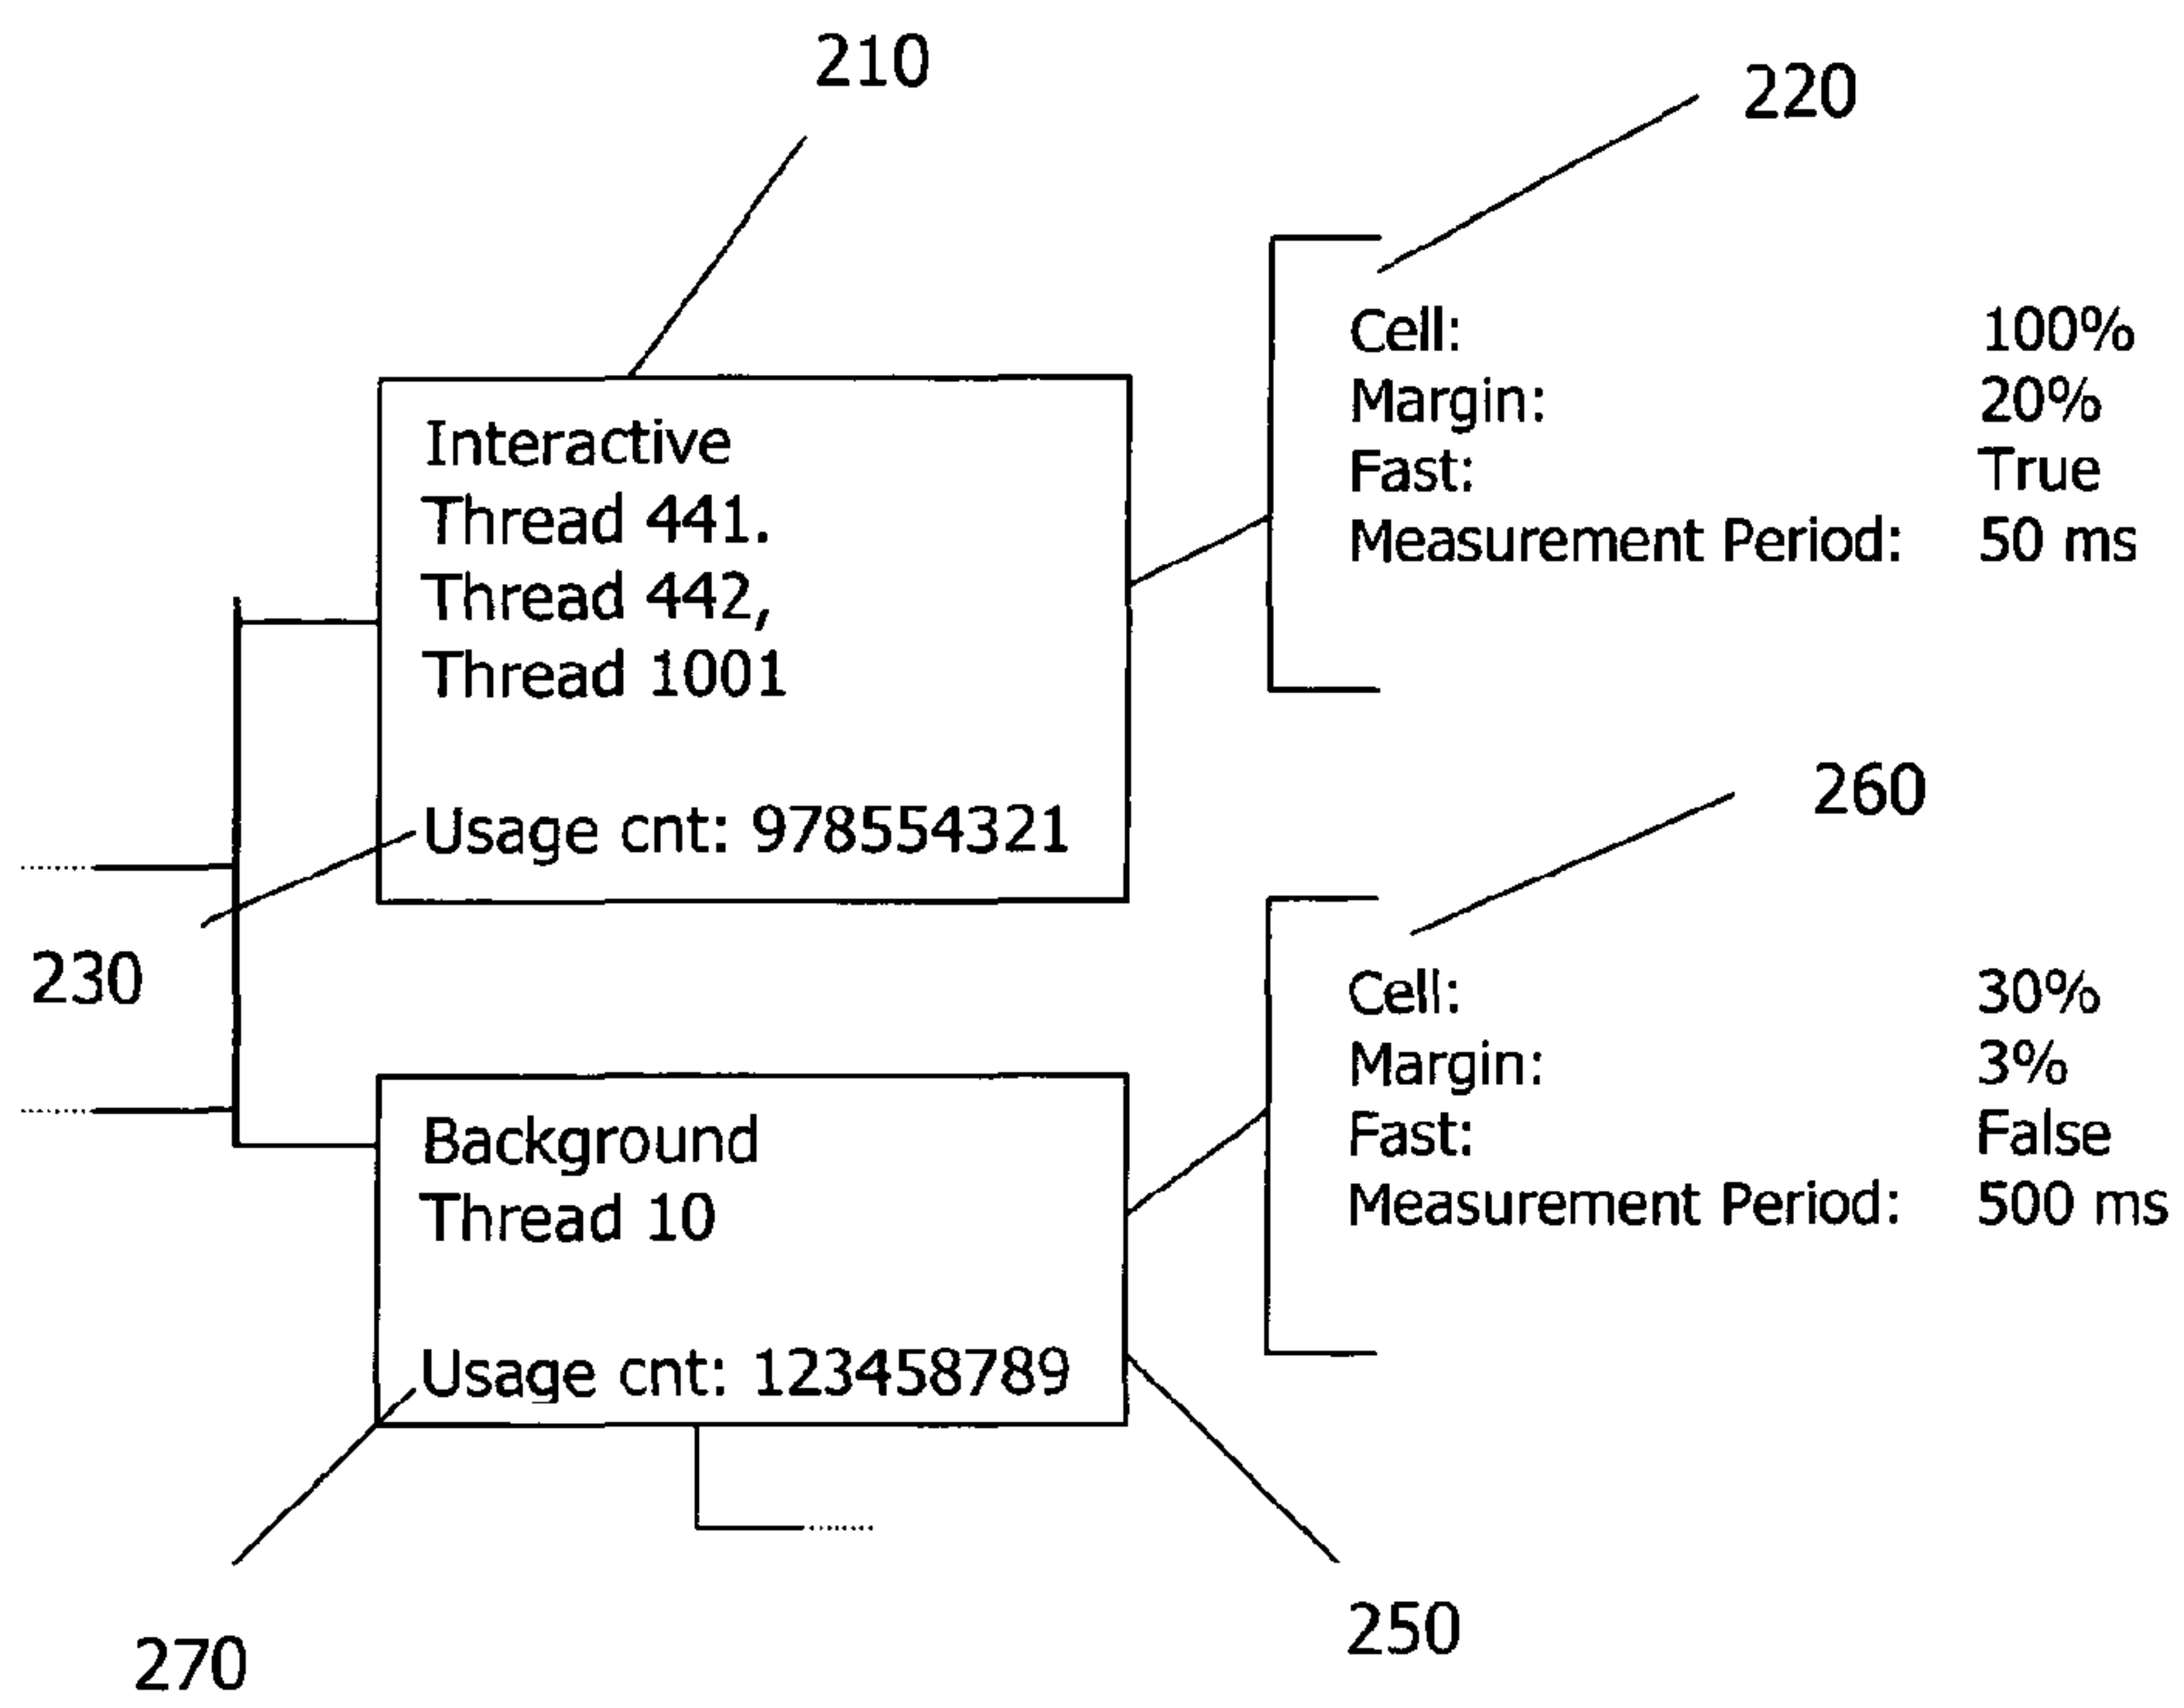 210
220
Cell: 100%
Margin: 20%
Fast: True
Measurement Period: 50 ms
Interactive
Thread 441.
Thread 442,
Thread 1001
Usage cnt: 978554321
230
260
Cell: 30%
Margin: 3%
Fast: False
Measurement Period: 500 ms
Background
Thread 10
Usage cnt: 123458789
270
250